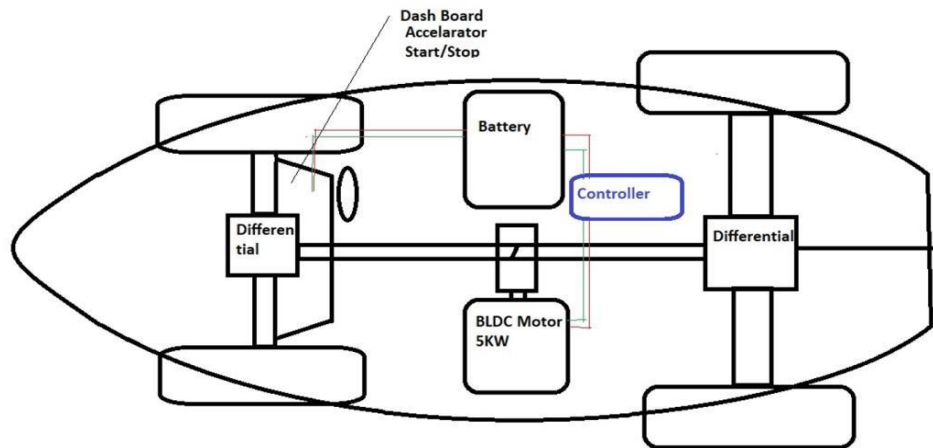 Dash Board
Accelarator
Start/Stop
Battery
Controller
Differen
tial
Differential
BLDC Motor
5KW